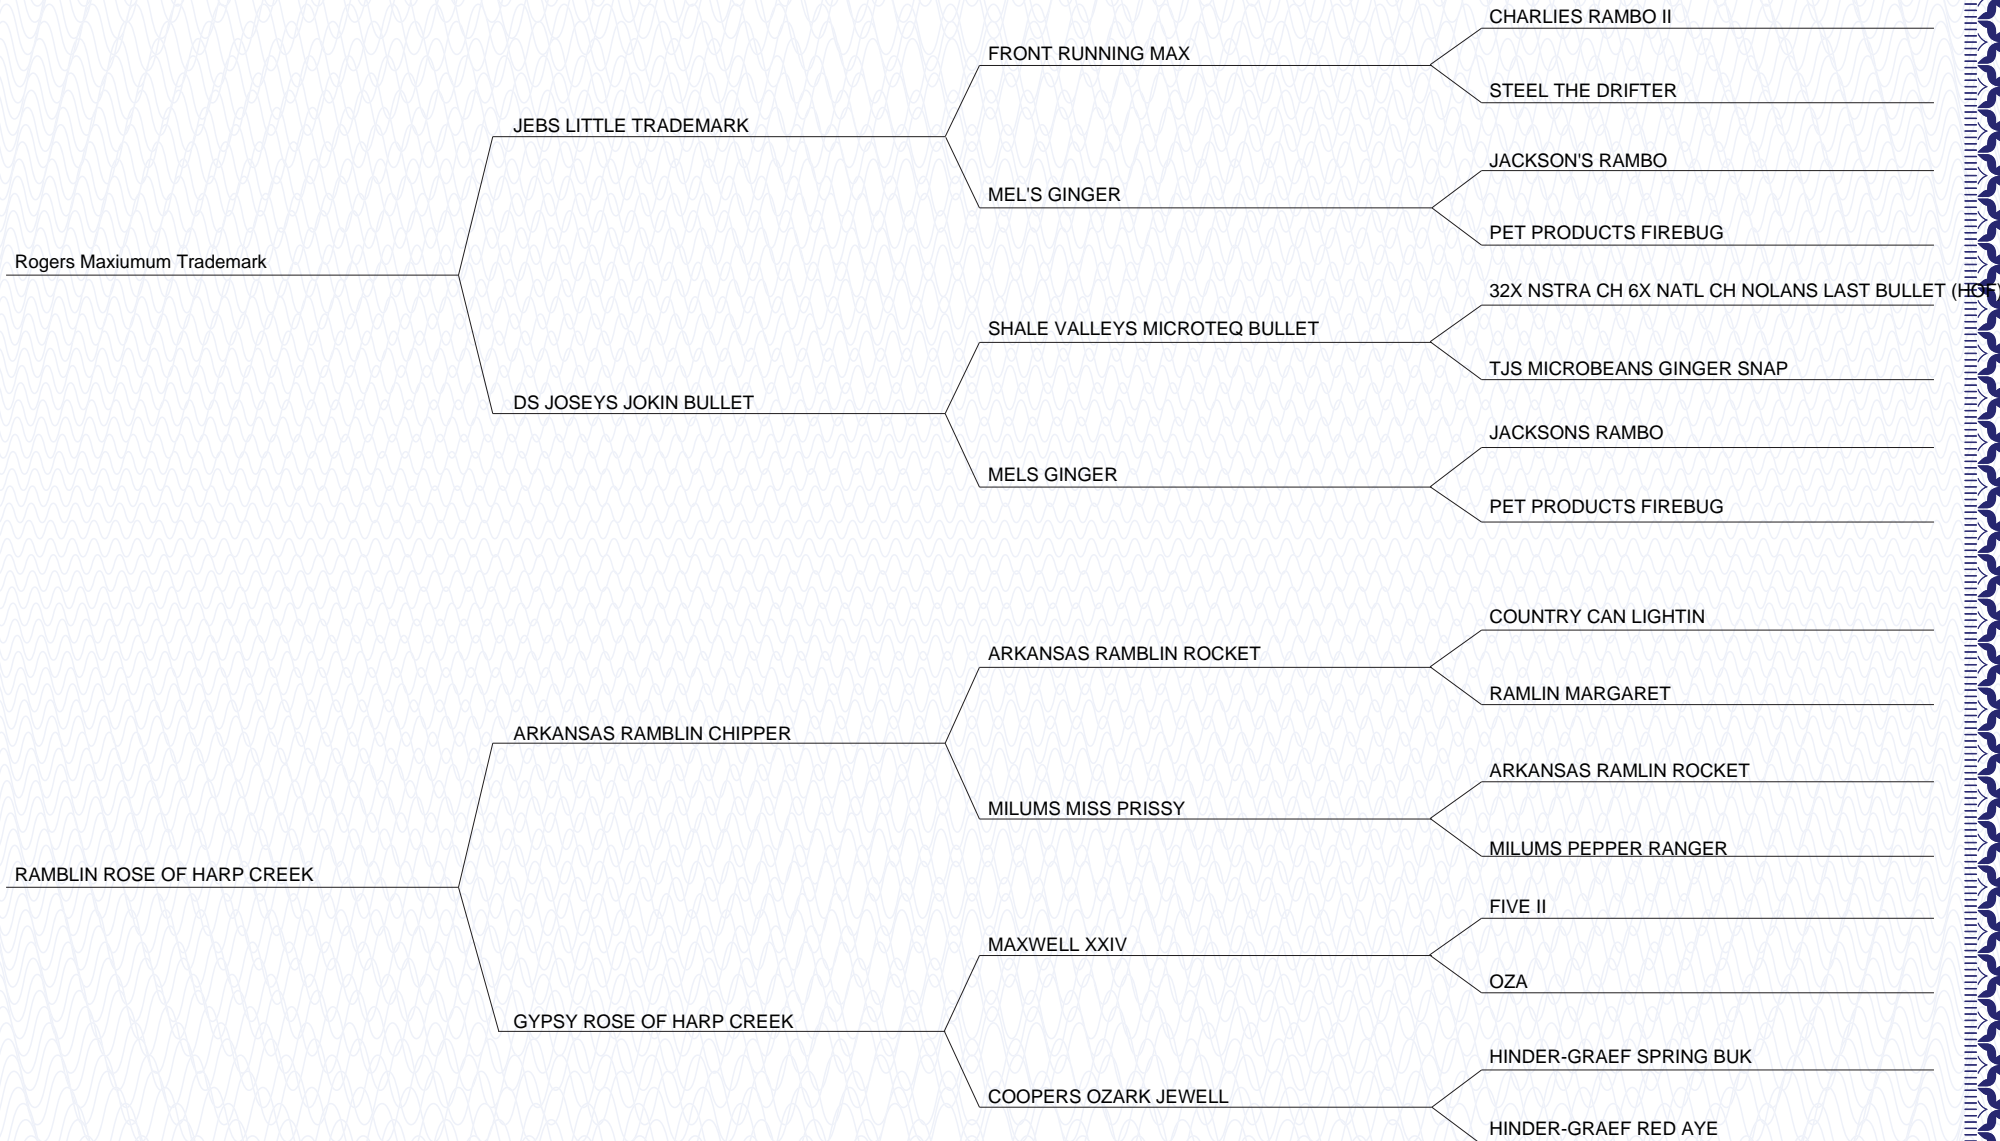 CHARLIES RAMBO II
FRONT RUNNING MAX
STEEL THE DRIFTER
JEBS LITTLE TRADEMARK
JACKSON'S RAMBO
MEL'S GINGER
PET PRODUCTS FIREBUG
Rogers Maxiumum Trademark
32X NSTRA CH 6X NATL CH NOLANS LAST BULLET (HOF)
SHALE VALLEYS MICROTEQ BULLET
TJS MICROBEANS GINGER SNAP
DS JOSEYS JOKIN BULLET
JACKSONS RAMBO
MELS GINGER
PET PRODUCTS FIREBUG
COUNTRY CAN LIGHTIN
ARKANSAS RAMBLIN ROCKET
RAMLIN MARGARET
ARKANSAS RAMBLIN CHIPPER
ARKANSAS RAMLIN ROCKET
MILUMS MISS PRISSY
MILUMS PEPPER RANGER
RAMBLIN ROSE OF HARP CREEK
FIVE II
MAXWELL XXIV
OZA
GYPSY ROSE OF HARP CREEK
HINDER-GRAEF SPRING BUK
COOPERS OZARK JEWELL
HINDER-GRAEF RED AYE